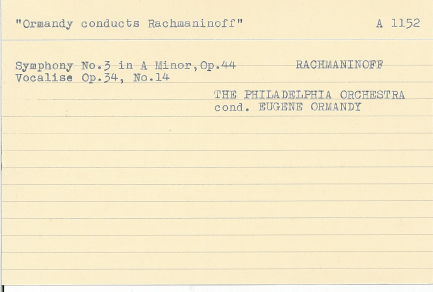 "Ormandy conducts Rachmaninoff" A 1152
Symphony No.3 in A Minor,Op.44 RACHMANINOFF
Vocalise Op.34, No.14
THE PHILADELPHIA ORCHESTRA
cond. EUGENE ORMANDY